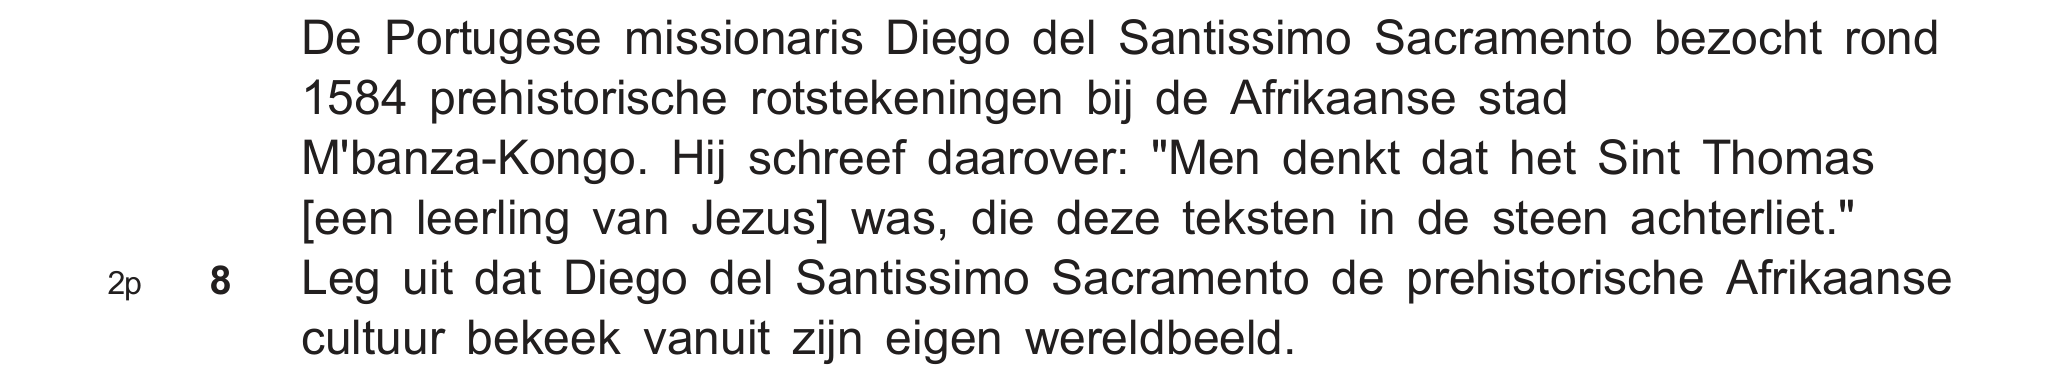 De Portugese missionaris Diego del Santissimo Sacramento bezocht rond
1584 prehistorische rotstekeningen bij de Afrikaanse stad
M'banza-Kongo. Hij schreef daarover: "Men denkt dat het Sint Thomas
[een leerling van Jezus] was, die deze teksten in de steen achterliet."
2p 8 Leg uit dat Diego del Santissimo Sacramento de prehistorische Afrikaanse
cultuur bekeek vanuit zijn eigen wereldbeeld.